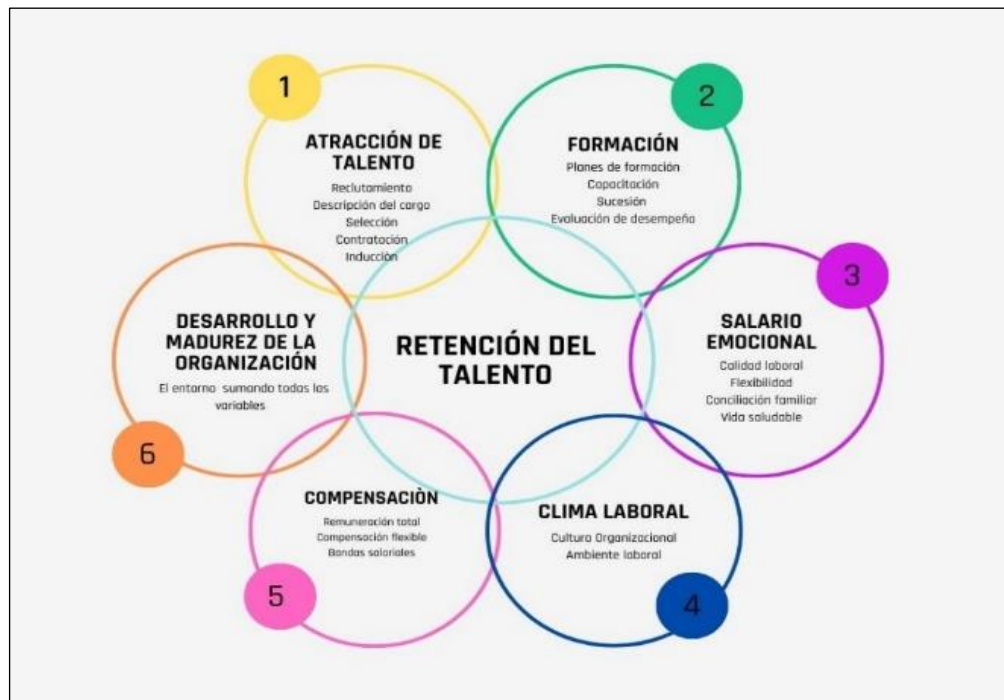 1
ATRACCIÓN DE
TALENTO
Reclutamiento
Descripción del cargo
Selección
Contratación
Inducción
2
FORMACIÓN
Planes de formación
Capacitación
Sucesión
Evaluación de desempeña
3
SALARIO
EMOCIONAL
Calidad laboral
Flexibilidad
Conciliación familiar
Vida saludable
RETENCIÓN DEL
TALENTO
DESARROLLO Y
MADUREZ DE LA
ORGANIZACIÓN
El entorno sumando todas las
variables
6
COMPENSACIÒN
Remuneración total
Compensación flexible
Bandas salariales
5
CLIMA LABORAL
Cultura Organizacional
Ambiente laboral
4